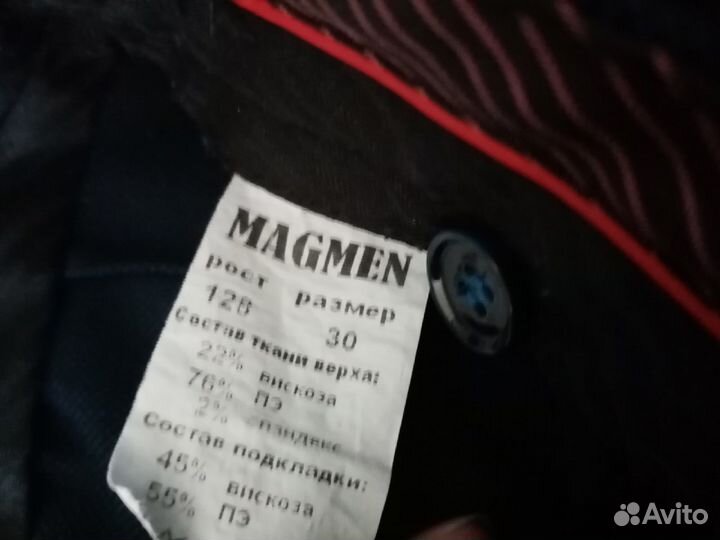 MAGMEN
рост размер
128 30
Состав ткани верха:
22% вискоза
76% ПЭ
2% спандекс
Состав подкладки:
45% вискоза
55% ПЭ
Avito